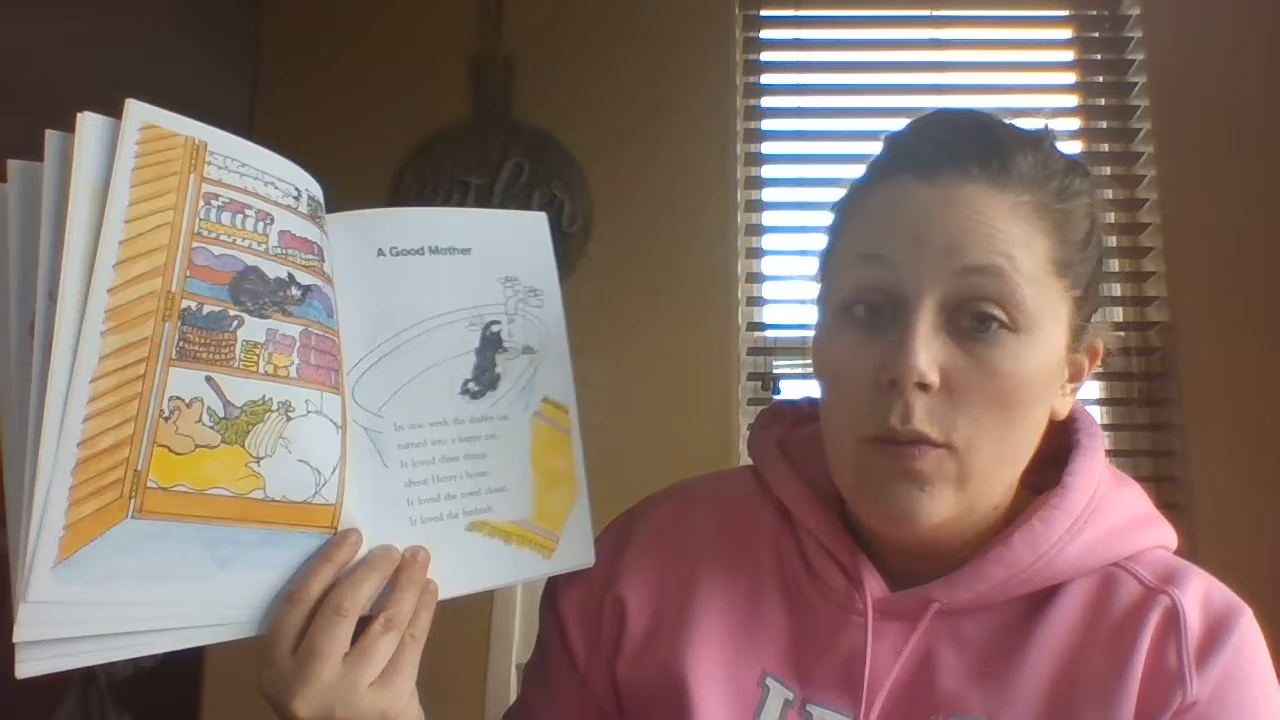 A Good Mother
In one week the shabby cat
turned into a happy cat.
It loved three things
about Henry's house.
It loved the towel closet.
It loved the bathtub.